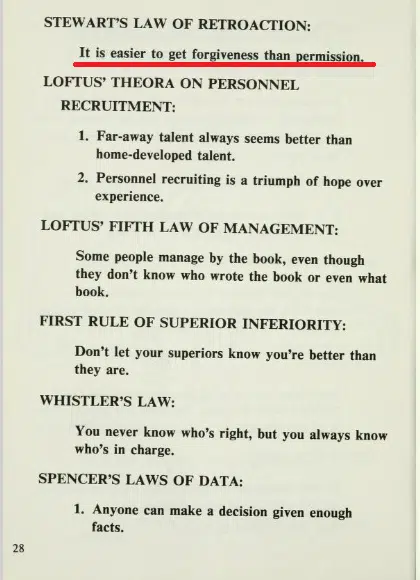 STEWART'S LAW OF RETROACTION:
It is easier to get forgiveness than permission.
LOFTUS' THEORA ON PERSONNEL
RECRUITMENT:
1. Far-away talent always seems better than
home-developed talent.
2. Personnel recruiting is a triumph of hope over
experience.
LOFTUS' FIFTH LAW OF MANAGEMENT:
Some people manage by the book, even though
they don't know who wrote the book or even what
book.
FIRST RULE OF SUPERIOR INFERIORITY:
Don't let your superiors know you're better than
they are.
WHISTLER'S LAW:
You never know who's right, but you always know
who's in charge.
SPENCER'S LAWS OF DATA:
1. Anyone can make a decision given enough
facts.
28